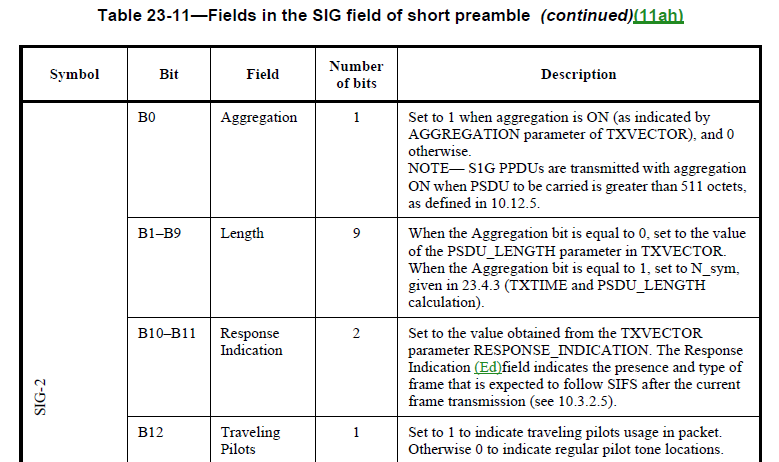 Table 23-11—Fields in the SIG field of short preamble (continued)(11ah)
Symbol
Bit
Field
Number
of bits
Description
SIG-2
B0
Aggregation
1
Set to 1 when aggregation is ON (as indicated by
AGGREGATION parameter of TXVECTOR), and 0
otherwise.
NOTE— S1G PPDUs are transmitted with aggregation
ON when PSDU to be carried is greater than 511 octets,
as defined in 10.12.5.
B1–B9
Length
9
When the Aggregation bit is equal to 0, set to the value
of the PSDU_LENGTH parameter in TXVECTOR.
When the Aggregation bit is equal to 1, set to N_sym,
given in 23.4.3 (TXTIME and PSDU_LENGTH
calculation).
B10–B11
Response
Indication
2
Set to the value obtained from the TXVECTOR
parameter RESPONSE_INDICATION. The Response
Indication (Ed)field indicates the presence and type of
frame that is expected to follow SIFS after the current
frame transmission (see 10.3.2.5).
B12
Traveling
Pilots
1
Set to 1 to indicate traveling pilots usage in packet.
Otherwise 0 to indicate regular pilot tone locations.